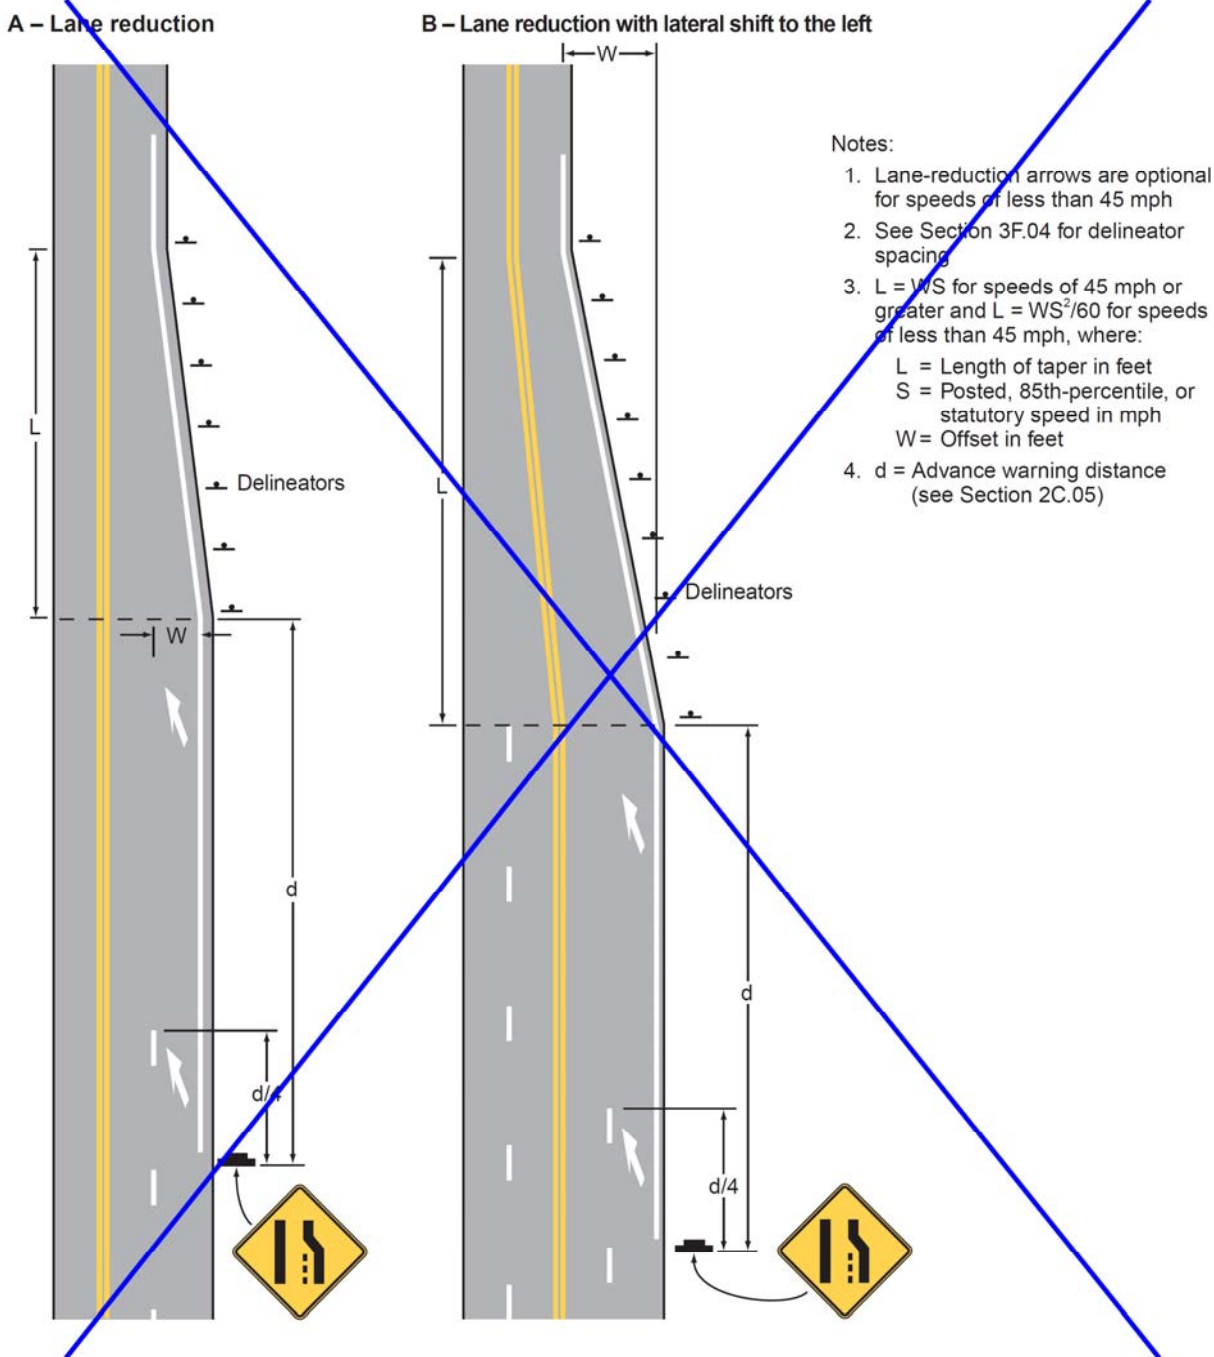 A – Lane reduction
B – Lane reduction with lateral shift to the left
W
Notes:
1. Lane-reduction arrows are optional
for speeds of less than 45 mph
2. See Section 3F.04 for delineator
spacing
3. L = WS for speeds of 45 mph or
greater and L = WS²/60 for speeds
of less than 45 mph, where:
L = Length of taper in feet
S = Posted, 85th-percentile, or
statutory speed in mph
W = Offset in feet
4. d = Advance warning distance
(see Section 2C.05)
L
Delineators
L
Delineators
W
d
d
d/4
d/4